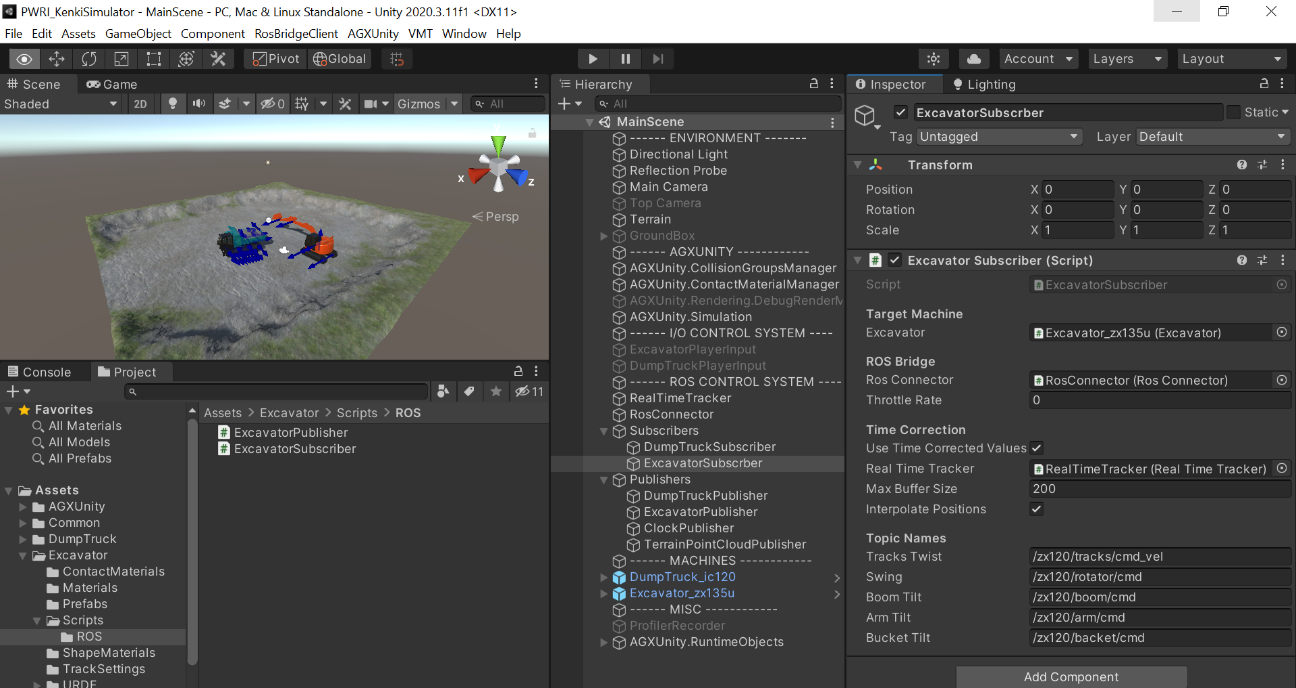 PWRI_KenkiSimulator - MainScene - PC, Mac & Linux Standalone - Unity 2020.3.11f1 <DX11>
File Edit Assets GameObject Component RosBridgeClient AGXUnity VMT Window Help
Pivot Global Account Layers Layout
Scene Game
Shaded 2D 0 Gizmos All
x z
Persp
Console Project
11
Favorites
All Materials
All Models
All Prefabs
Assets
AGXUnity
Common
DumpTruck
Excavator
ContactMaterials
Materials
Prefabs
Scripts
ROS
ShapeMaterials
TrackSettings
URDF
Assets > Excavator > Scripts > ROS
ExcavatorPublisher
ExcavatorSubscriber
Hierarchy
All
MainScene
------ ENVIRONMENT -------
Directional Light
Reflection Probe
Main Camera
Top Camera
Terrain
GroundBox
------ AGXUNITY ------------
AGXUnity.CollisionGroupsManager
AGXUnity.ContactMaterialManager
AGXUnity.Rendering.DebugRenderM
AGXUnity.Simulation
------ I/O CONTROL SYSTEM ----
ExcavatorPlayerInput
DumpTruckPlayerInput
------ ROS CONTROL SYSTEM ----
RealTimeTracker
RosConnector
Subscribers
DumpTruckSubscriber
ExcavatorSubscrber
Publishers
DumpTruckPublisher
ExcavatorPublisher
ClockPublisher
TerrainPointCloudPublisher
------ MACHINES ------------
DumpTruck_ic120
Excavator_zx135u
------ MISC ------------
ProfilerRecorder
AGXUnity.RuntimeObjects
Inspector Lighting
ExcavatorSubscrber Static
Tag Untagged Layer Default
Transform
Position X 0 Y 0 Z 0
Rotation X 0 Y 0 Z 0
Scale X 1 Y 1 Z 1
Excavator Subscriber (Script)
Script ExcavatorSubscriber
Target Machine
Excavator Excavator_zx135u (Excavator)
ROS Bridge
Ros Connector RosConnector (Ros Connector)
Throttle Rate 0
Time Correction
Use Time Corrected Values
Real Time Tracker RealTimeTracker (Real Time Tracker)
Max Buffer Size 200
Interpolate Positions
Topic Names
Tracks Twist /zx120/tracks/cmd_vel
Swing /zx120/rotator/cmd
Boom Tilt /zx120/boom/cmd
Arm Tilt /zx120/arm/cmd
Bucket Tilt /zx120/backet/cmd
Add Component